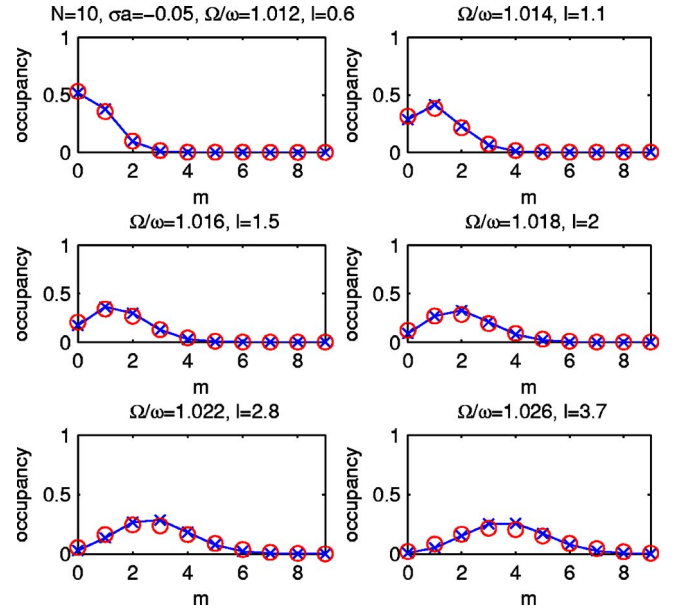 N=10, σa=−0.05, Ω/ω=1.012, l=0.6
1
0.5
0
occupancy
0 2 4 6 8
m
Ω/ω=1.014, l=1.1
1
0.5
0
occupancy
0 2 4 6 8
m
Ω/ω=1.016, l=1.5
1
0.5
0
occupancy
0 2 4 6 8
m
Ω/ω=1.018, l=2
1
0.5
0
occupancy
0 2 4 6 8
m
Ω/ω=1.022, l=2.8
1
0.5
0
occupancy
0 2 4 6 8
m
Ω/ω=1.026, l=3.7
1
0.5
0
occupancy
0 2 4 6 8
m